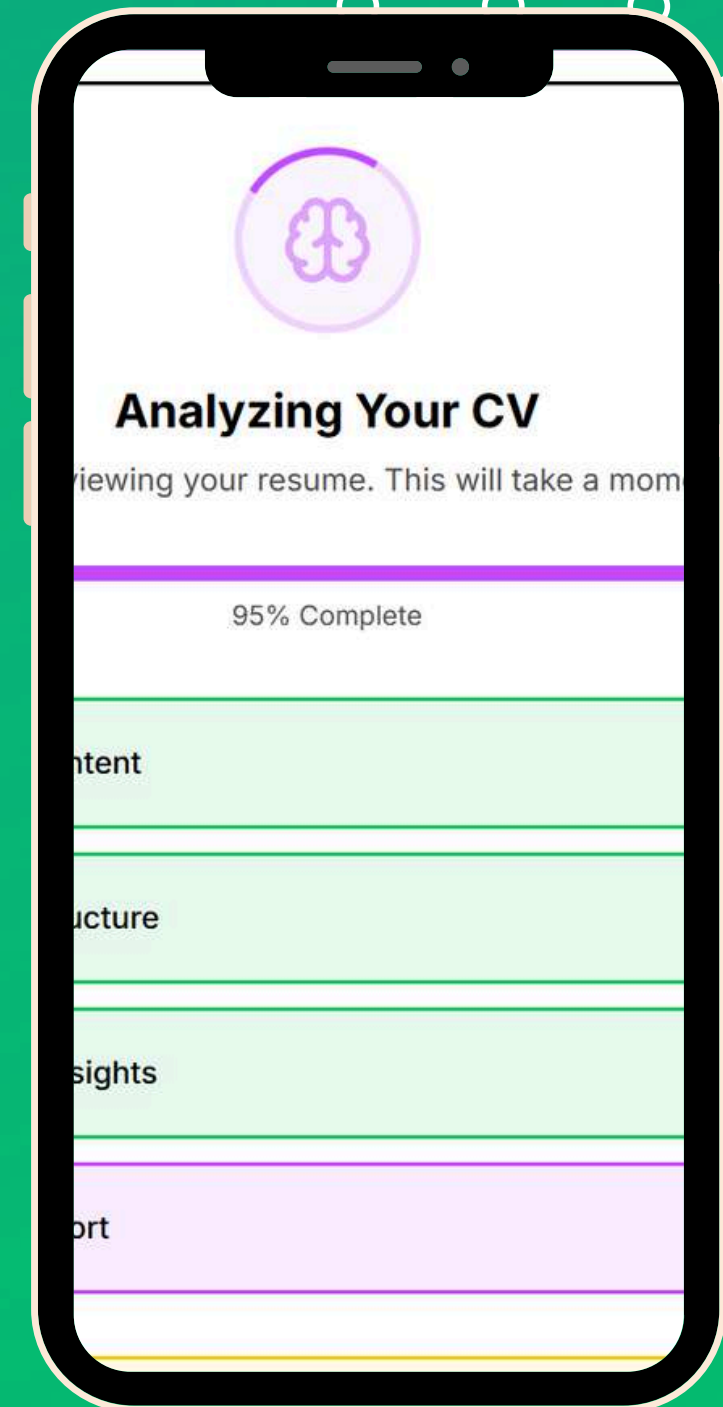 Analyzing Your CV
viewing your resume. This will take a mom
95% Complete
ntent
ucture
sights
ort